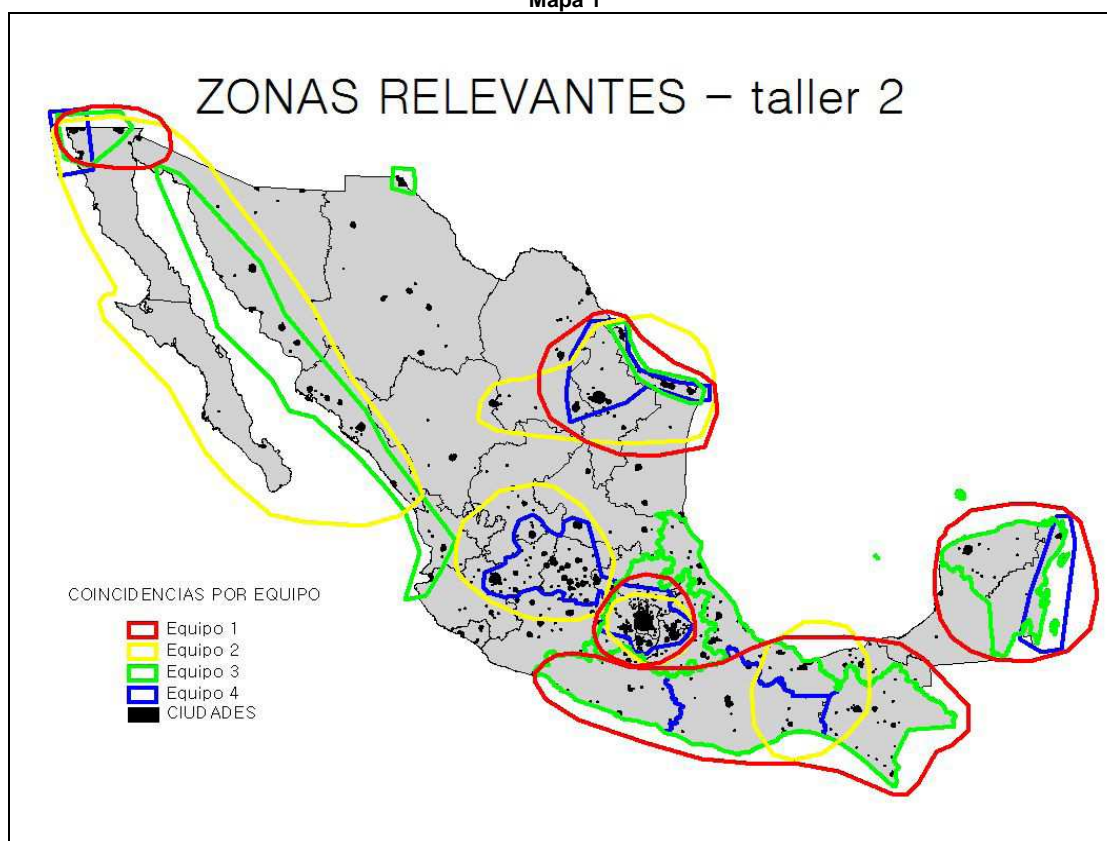 Mapa 1
ZONAS RELEVANTES – taller 2
COINCIDENCIAS POR EQUIPO
Equipo 1
Equipo 2
Equipo 3
Equipo 4
CIUDADES